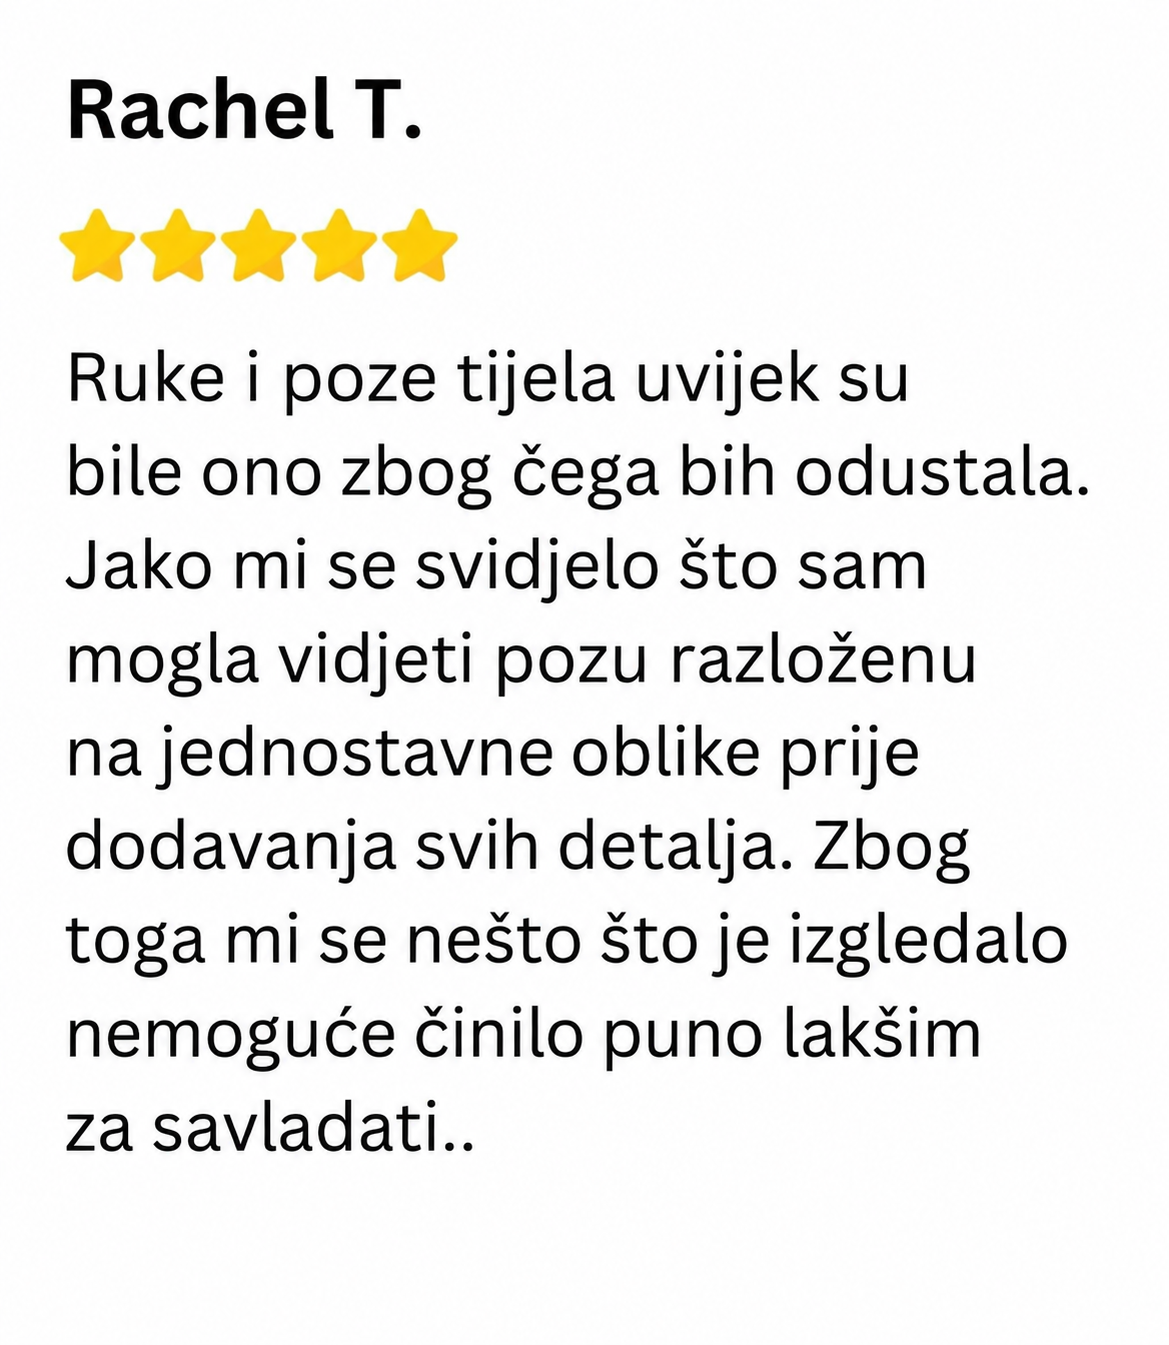 Rachel T.
⭐⭐⭐⭐⭐
Ruke i poze tijela uvijek su
bile ono zbog čega bih odustala.
Jako mi se svidjelo što sam
mogla vidjeti pozu razloženu
na jednostavne oblike prije
dodavanja svih detalja. Zbog
toga mi se nešto što je izgledalo
nemoguće činilo puno lakšim
za savladati..